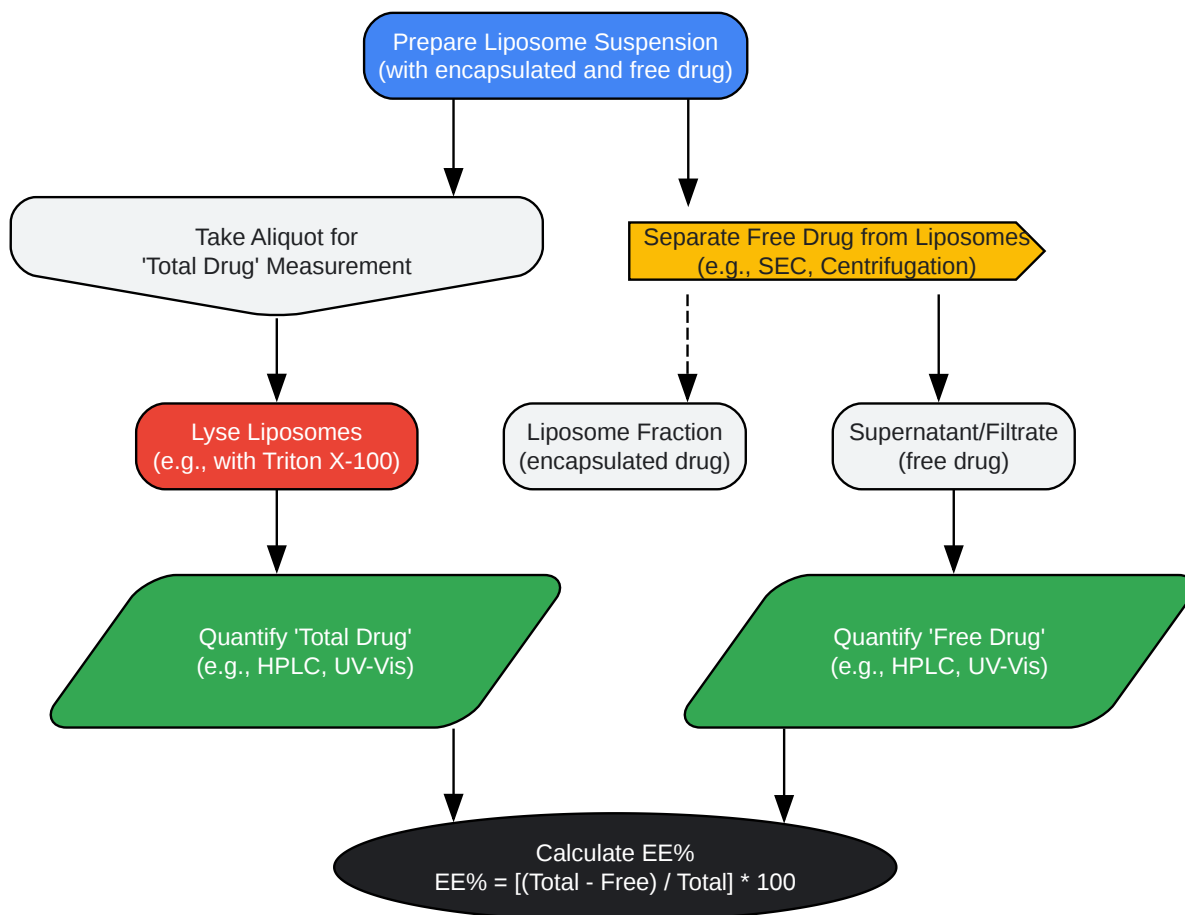 Prepare Liposome Suspension
(with encapsulated and free drug)
Take Aliquot for
'Total Drug' Measurement
Separate Free Drug from Liposomes
(e.g., SEC, Centrifugation)
Lyse Liposomes
(e.g., with Triton X-100)
Liposome Fraction
(encapsulated drug)
Supernatant/Filtrate
(free drug)
Quantify 'Total Drug'
(e.g., HPLC, UV-Vis)
Quantify 'Free Drug'
(e.g., HPLC, UV-Vis)
Calculate EE%
EE% = [(Total - Free) / Total] * 100